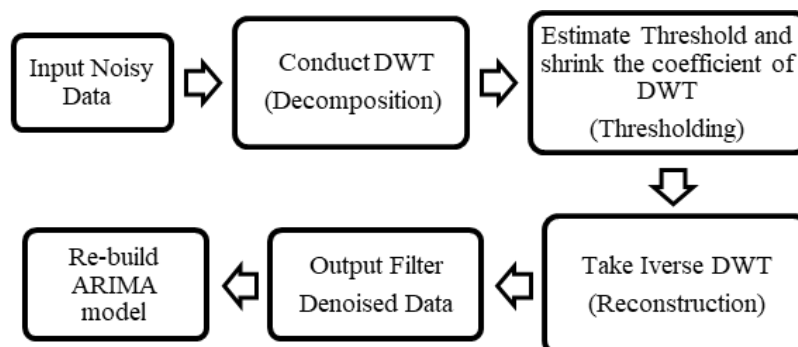 Input Noisy
Data
Conduct DWT
(Decomposition)
Estimate Threshold and
shrink the coefficient of
DWT
(Thresholding)
Take Iverse DWT
(Reconstruction)
Output Filter
Denoised Data
Re-build
ARIMA
model